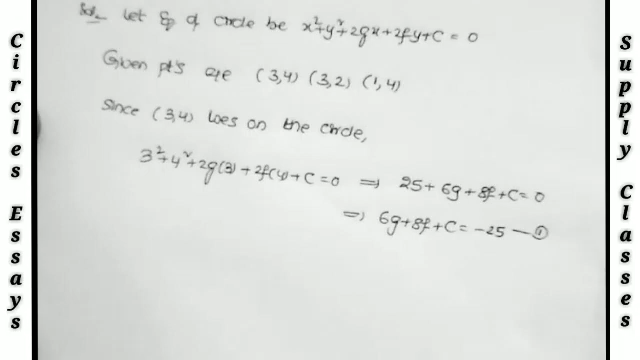 Sol:- Let Eq of circle be x²+y²+2gx+2fy+C = 0
Given pts are (3,4) (3,2) (1,4)
Since (3,4) lies on the circle,
3²+4²+2g(3)+2f(4)+C=0 ⇒ 25+6g+8f+C=0
⇒ 6g+8f+C=-25 —①
Circles Essays
Supply Classes